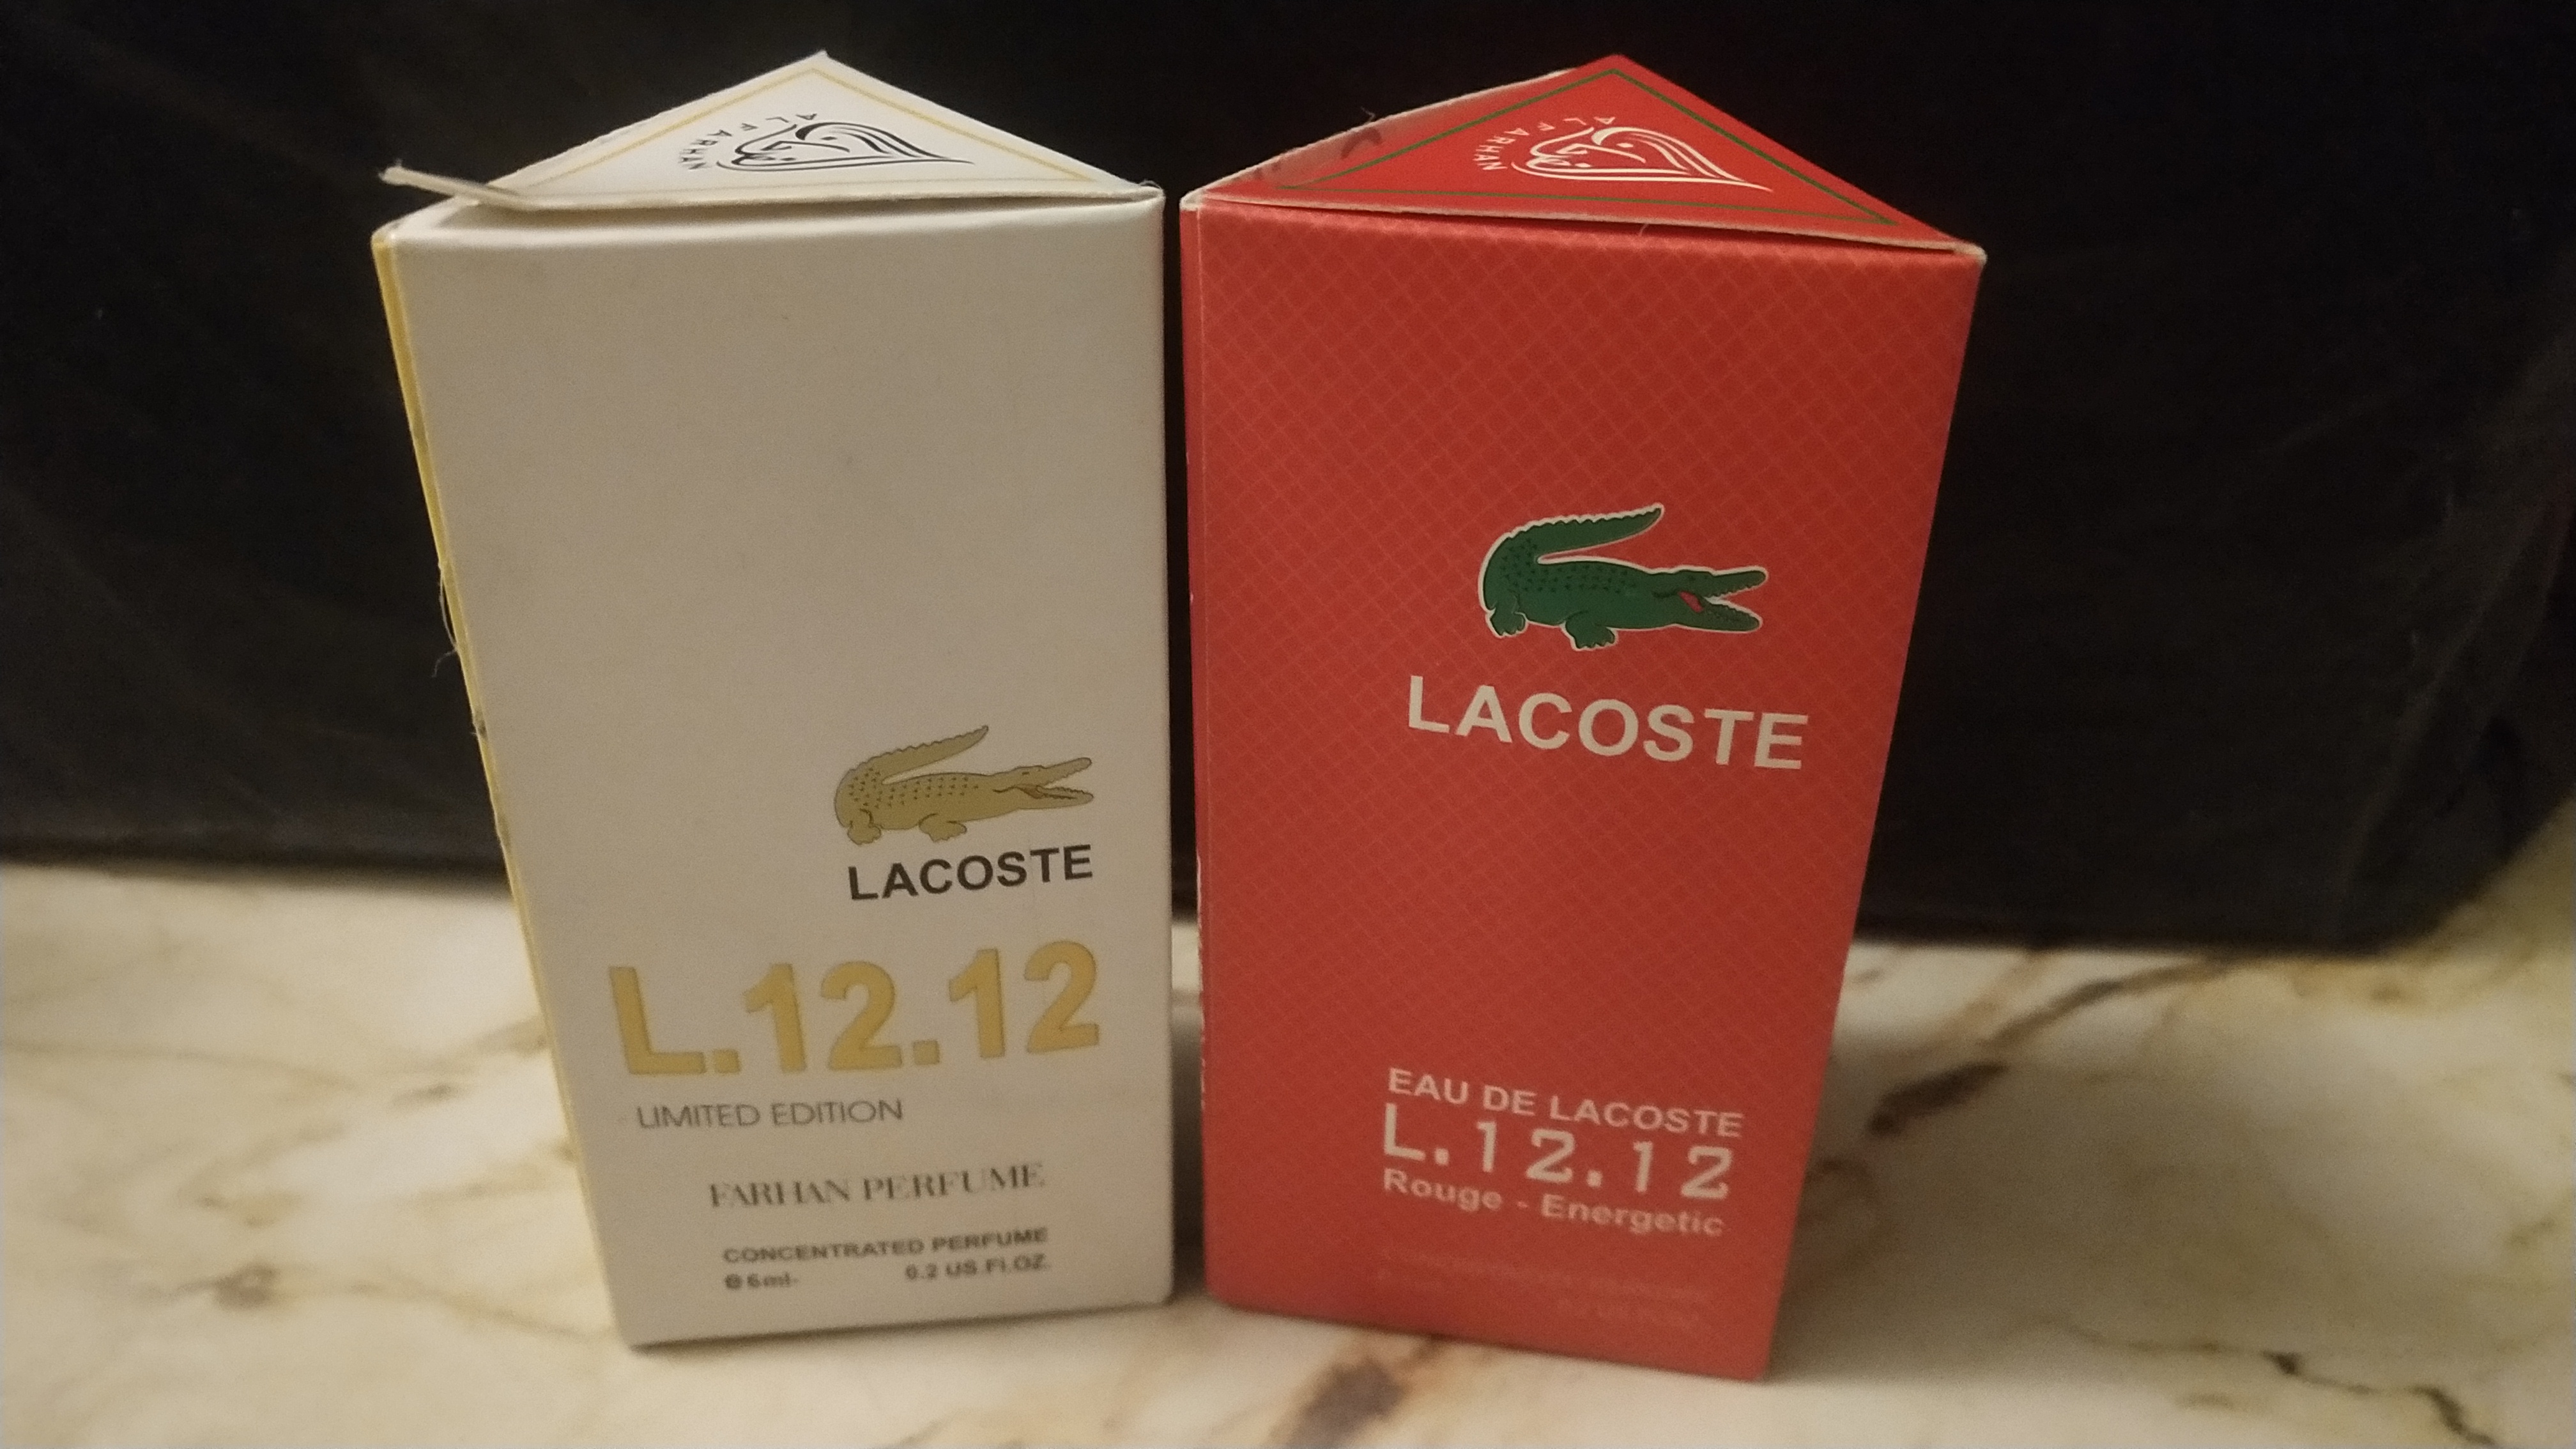 AL FARHAN
LACOSTE
L.12.12
LIMITED EDITION
FARHAN PERFUME
CONCENTRATED PERFUME
6ml 0.2 US.Fl.OZ.
AL FARHAN
LACOSTE
EAU DE LACOSTE
L.12.12
Rouge - Energetic